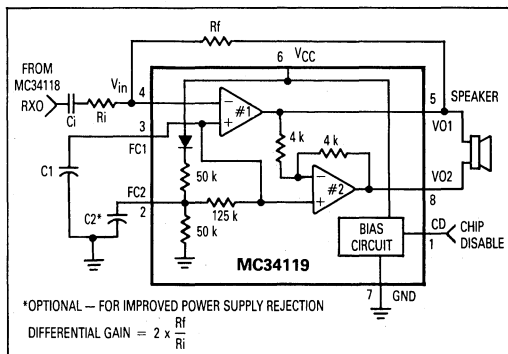 Rf
6 VCC
FROM
MC34118
RXO
Vin
Ci
Ri
4
−
#1
+
5
SPEAKER
VO1
3
FC1
4 k
4 k
C1
50 k
−
#2
+
VO2
8
FC2
C2*
2
125 k
50 k
BIAS
CIRCUIT
CD
1
CHIP
DISABLE
MC34119
7
GND
*OPTIONAL — FOR IMPROVED POWER SUPPLY REJECTION
DIFFERENTIAL GAIN = 2 x Rf/Ri